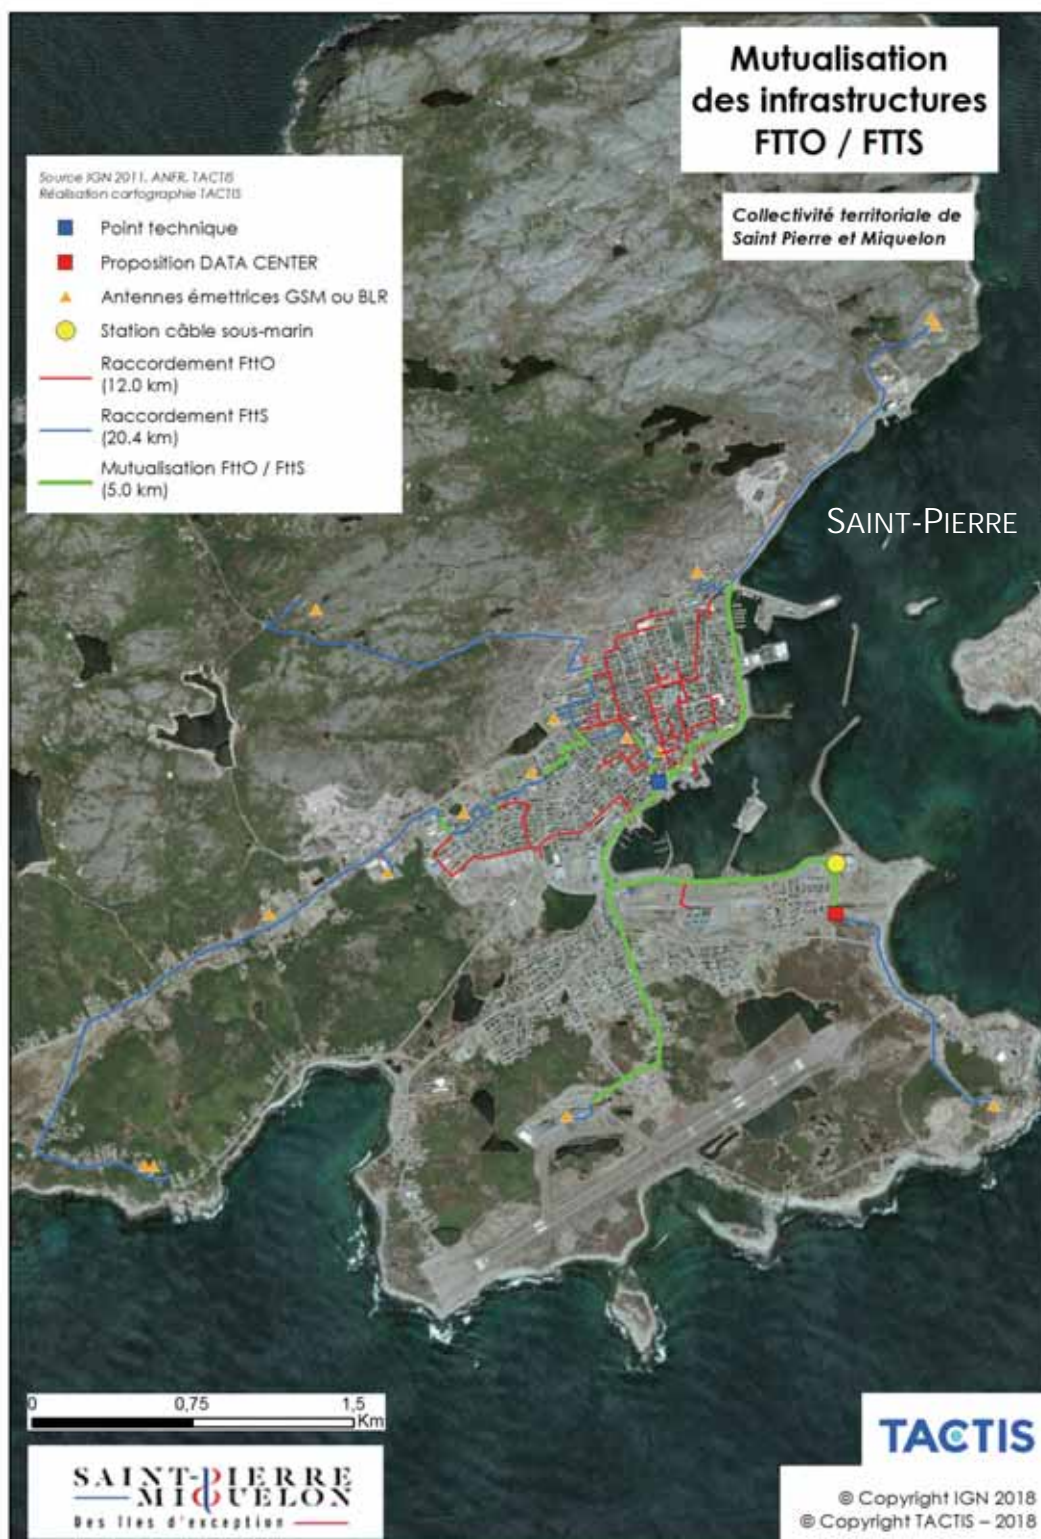 Mutualisation
des infrastructures
FTTO / FTTS
Collectivité territoriale de
Saint Pierre et Miquelon
Source IGN 2011, ANFR, TACTIS
Réalisation cartographie TACTIS
Point technique
Proposition DATA CENTER
Antennes émettrices GSM ou BLR
Station câble sous-marin
Raccordement FttO
(12.0 km)
Raccordement FttS
(20.4 km)
Mutualisation FttO / FttS
(5.0 km)
SAINT-PIERRE
0 0,75 1,5
Km
SAINT-PIERRE
MIQUELON
Des îles d'exception
TACTIS
© Copyright IGN 2018
© Copyright TACTIS – 2018